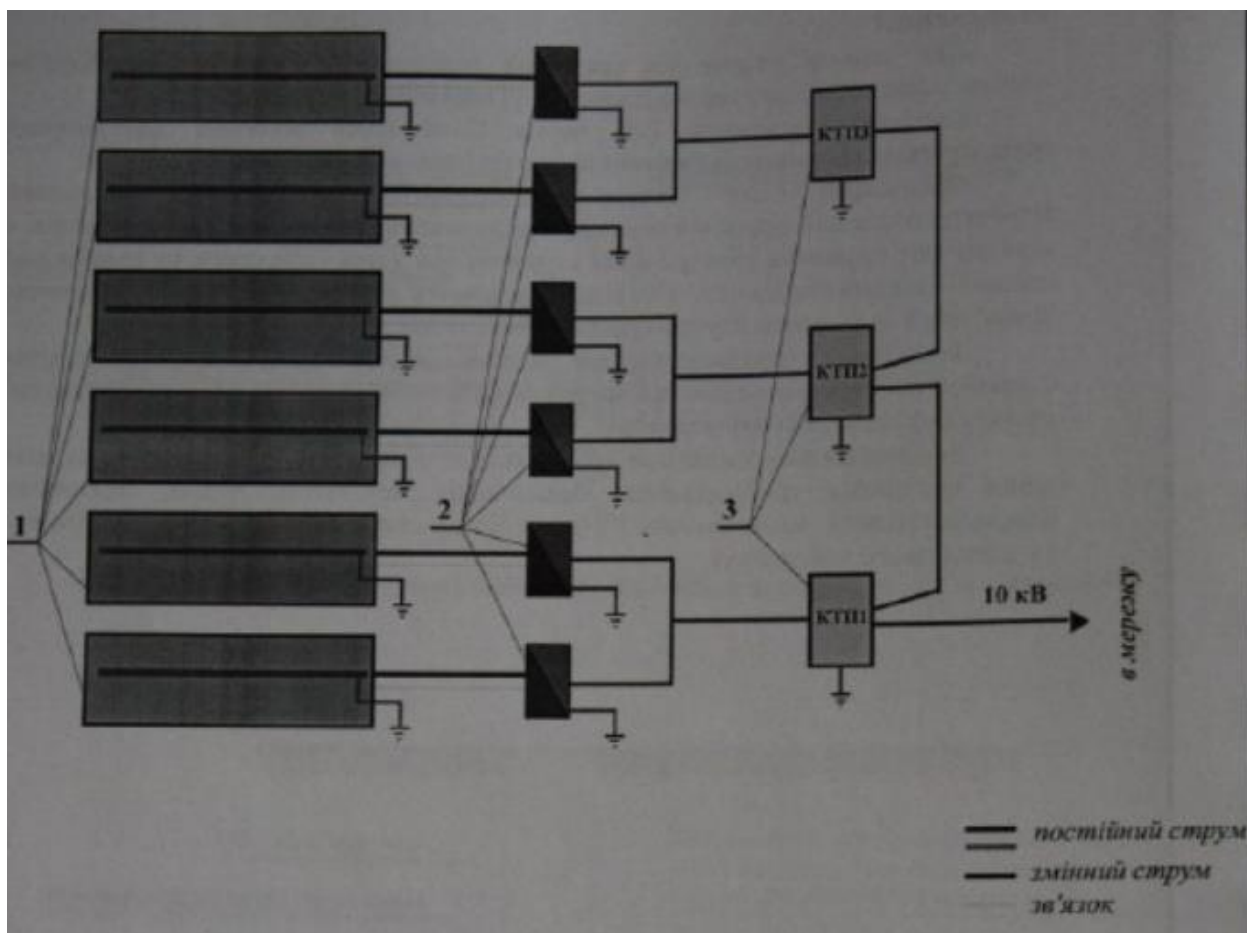 КТП3
КТП2
1
2
3
КТП1
10 кВ
в мережу
постійний струм
змінний струм
зв'язок